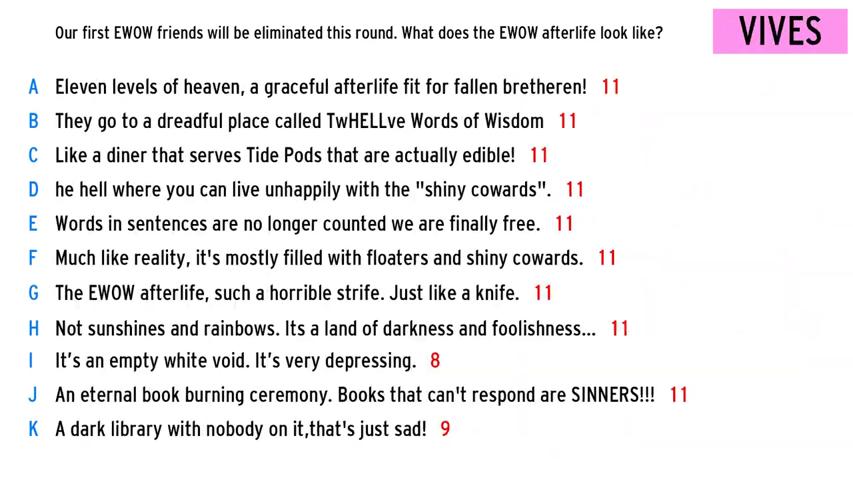 Our first EWOW friends will be eliminated this round. What does the EWOW afterlife look like?
VIVES
A Eleven levels of heaven, a graceful afterlife fit for fallen bretheren! 11
B They go to a dreadful place called TwHELLve Words of Wisdom 11
C Like a diner that serves Tide Pods that are actually edible! 11
D he hell where you can live unhappily with the "shiny cowards". 11
E Words in sentences are no longer counted we are finally free. 11
F Much like reality, it's mostly filled with floaters and shiny cowards. 11
G The EWOW afterlife, such a horrible strife. Just like a knife. 11
H Not sunshines and rainbows. Its a land of darkness and foolishness... 11
I It's an empty white void. It's very depressing. 8
J An eternal book burning ceremony. Books that can't respond are SINNERS!!! 11
K A dark library with nobody on it,that's just sad! 9